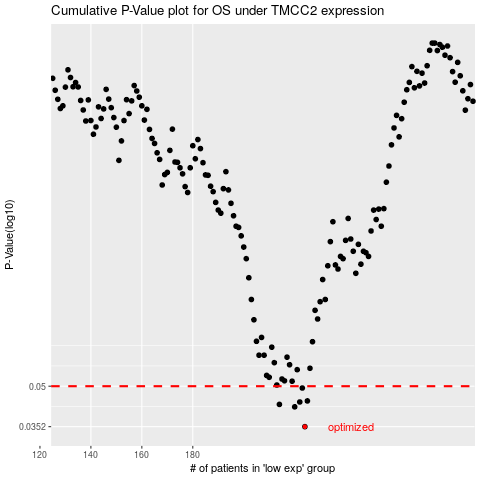 Cumulative P-Value plot for OS under TMCC2 expression
P-Value(log10)
0.05
0.0352
optimized
120 140 160 180
# of patients in 'low exp' group